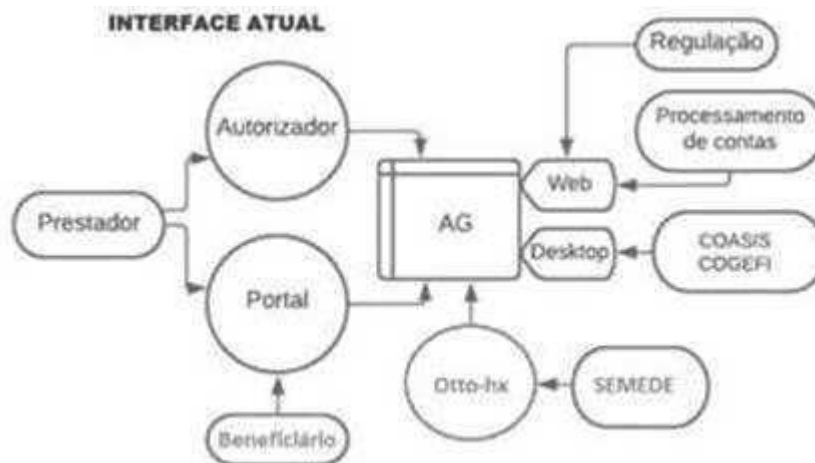 INTERFACE ATUAL
Regulação
Autorizador
Processamento
de contas
Web
Prestador
AG
Desktop
COASIS
COGEFI
Portal
Otto-hx
SEMEDE
Beneficiário